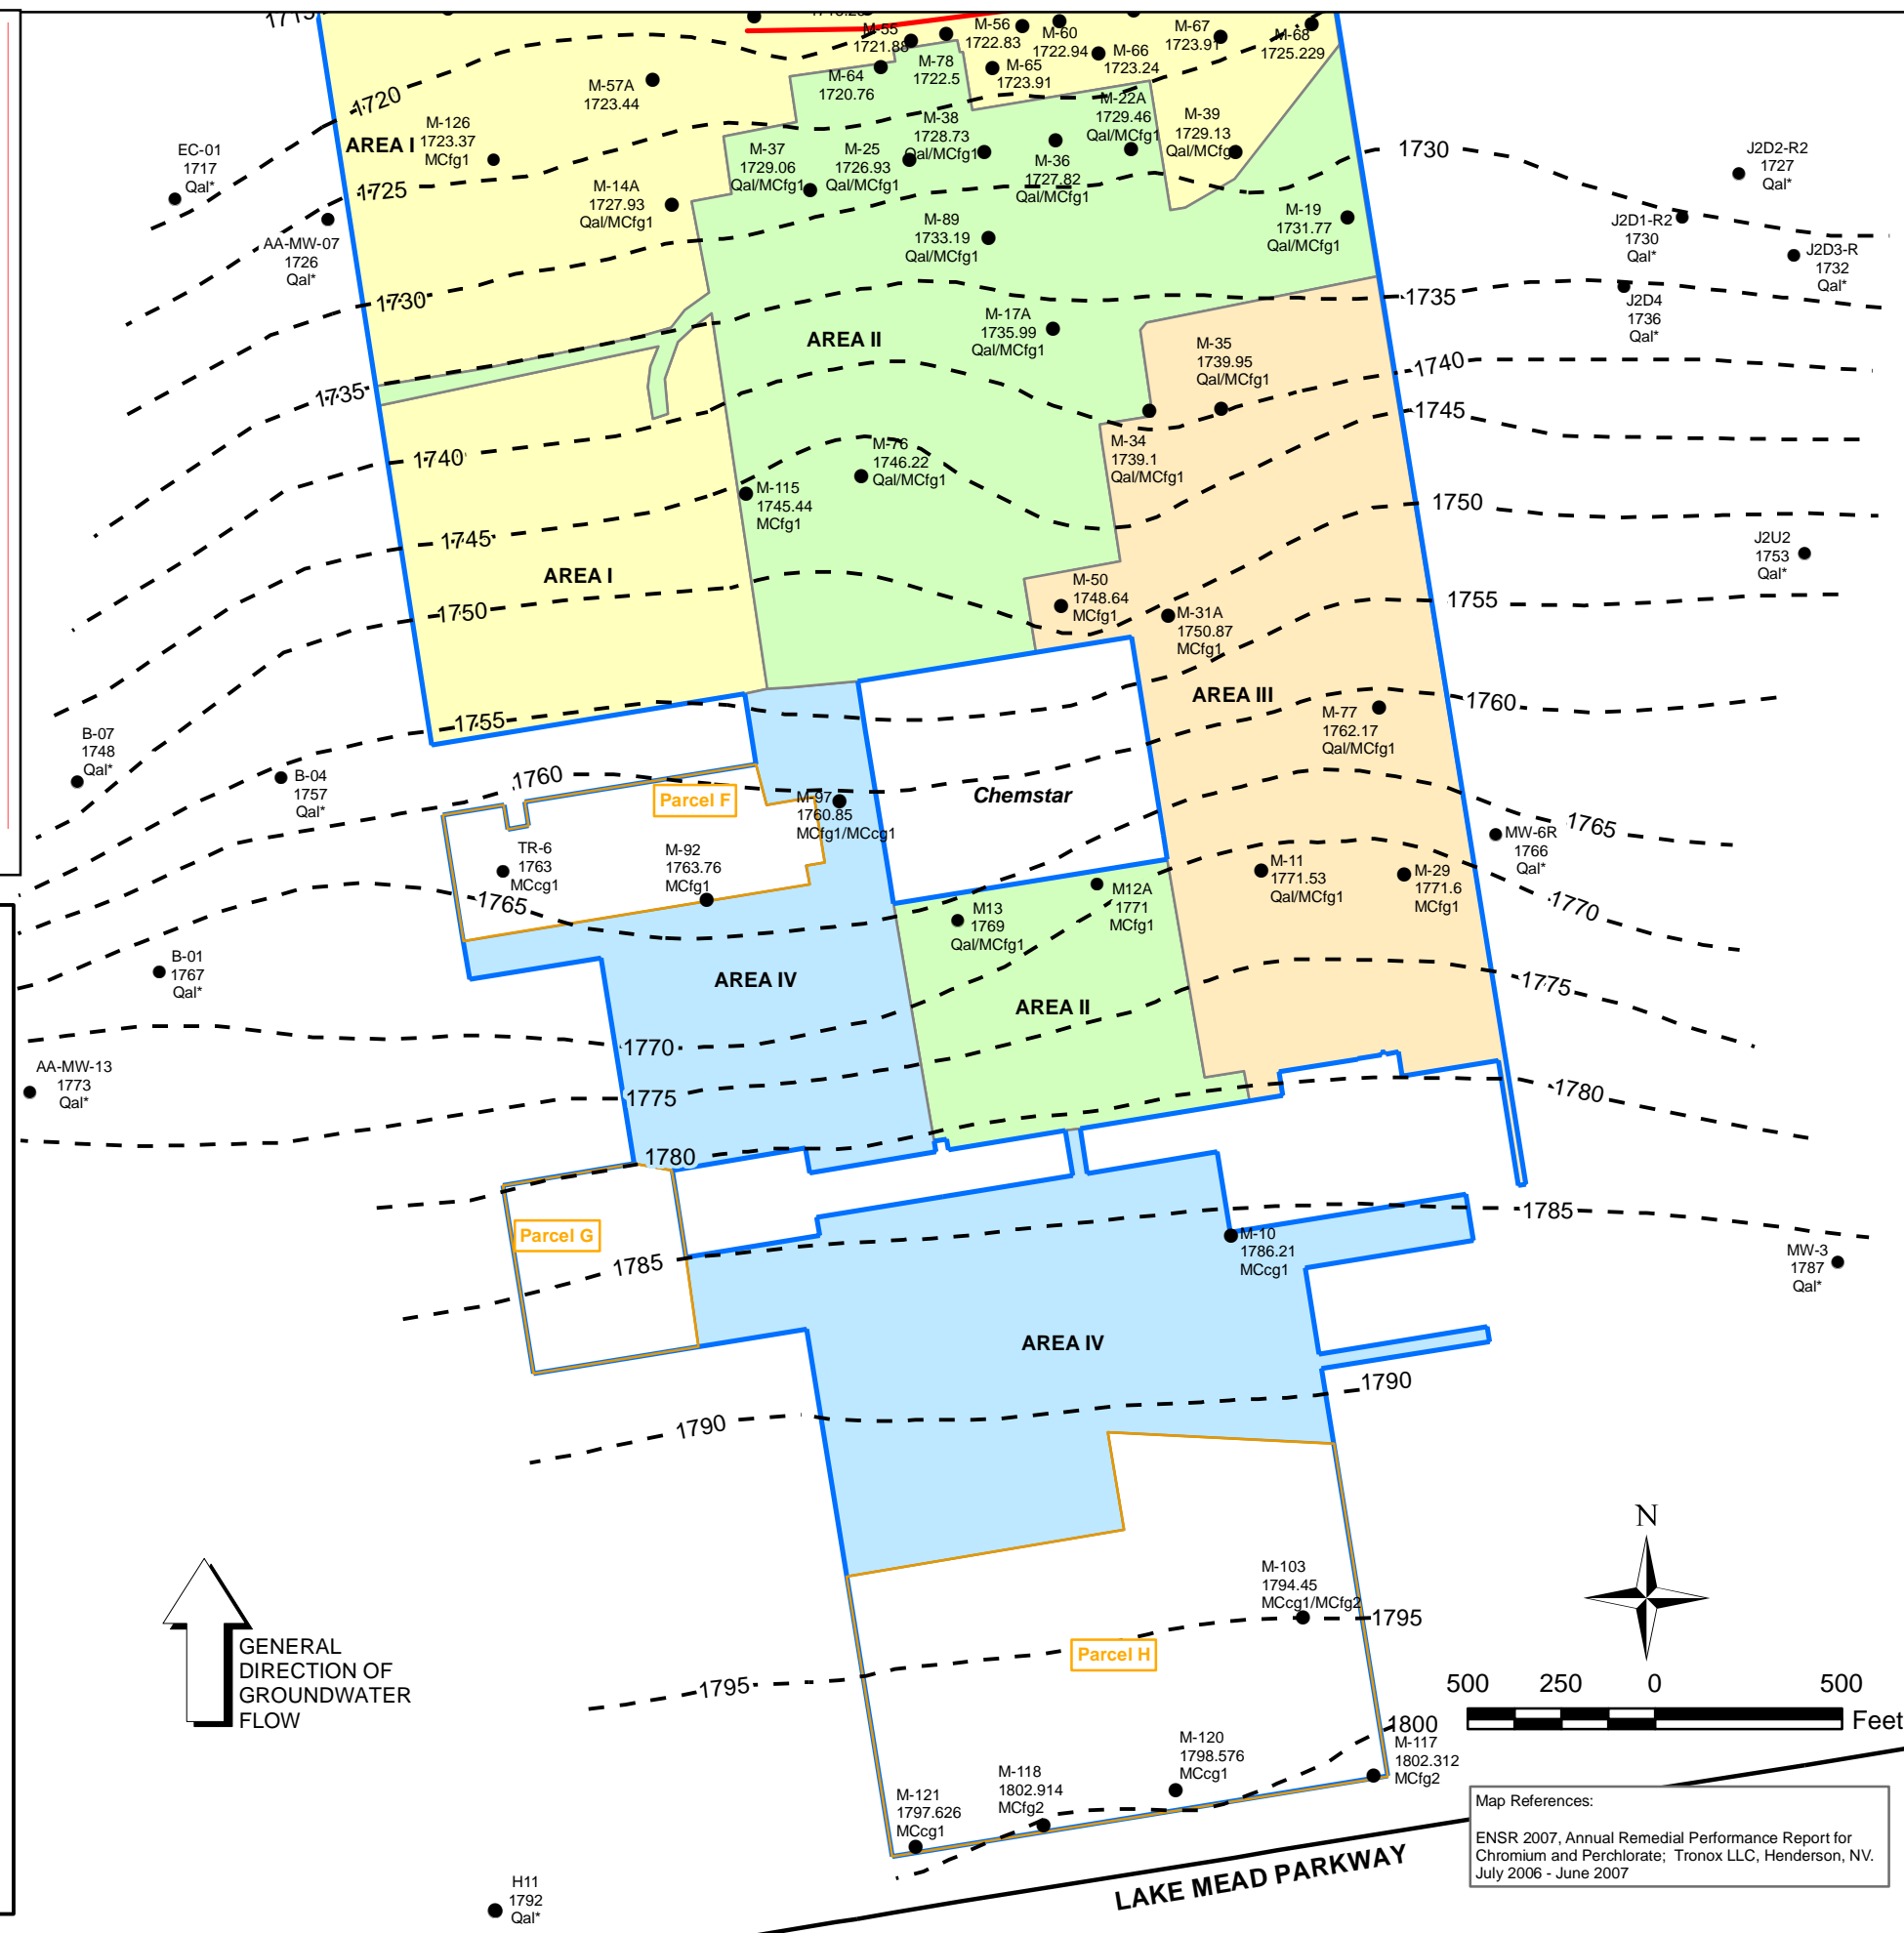 1715
M-55
1721.88
M-56
1722.83
M-60
1722.94
M-67
1723.91
M-68
1725.229
M-66
1723.24
M-78
1722.5
M-65
1723.91
M-64
1720.76
M-57A
1723.44
1720
M-126
1723.37
MCfg1
AREA I
EC-01
1717
Qal*
M-22A
1729.46
Qal/MCfg1
M-39
1729.13
Qal/MCfg1
M-38
1728.73
Qal/MCfg1
M-37
1729.06
Qal/MCfg1
M-25
1726.93
Qal/MCfg1
M-36
1727.82
Qal/MCfg1
1730
J2D2-R2
1727
Qal*
1725
M-14A
1727.93
Qal/MCfg1
M-89
1733.19
Qal/MCfg1
M-19
1731.77
Qal/MCfg1
J2D1-R2
1730
Qal*
J2D3-R
1732
Qal*
AA-MW-07
1726
Qal*
1730
1735
J2D4
1736
Qal*
AREA II
M-17A
1735.99
Qal/MCfg1
M-35
1739.95
Qal/MCfg1
1740
1735
1745
M-34
1739.1
Qal/MCfg1
M-76
1746.22
Qal/MCfg1
1740
M-115
1745.44
MCfg1
1750
1745
J2U2
1753
Qal*
AREA I
M-50
1748.64
MCfg1
1755
1750
M-31A
1750.87
MCfg1
AREA III
1760
M-77
1762.17
Qal/MCfg1
1755
B-07
1748
Qal*
B-04
1757
Qal*
1760
Parcel F
M-97
1760.85
MCfg1/MCcg1
Chemstar
1765
MW-6R
1766
Qal*
TR-6
1763
MCcg1
M-92
1763.76
MCfg1
M-11
1771.53
Qal/MCfg1
M-29
1771.6
MCfg1
M12A
1771
MCfg1
1765
M13
1769
Qal/MCfg1
1770
B-01
1767
Qal*
AREA IV
AREA II
1775
1770
AA-MW-13
1773
Qal*
1775
1780
1780
1785
Parcel G
1785
M-10
1786.21
MCcg1
MW-3
1787
Qal*
AREA IV
1790
1790
N
M-103
1794.45
MCcg1/MCfg2
1795
GENERAL
DIRECTION OF
GROUNDWATER
FLOW
Parcel H
1795
500 250 0 500
Feet
1800
M-117
1802.312
MCfg2
M-120
1798.576
MCcg1
M-118
1802.914
MCfg2
M-121
1797.626
MCcg1
Map References:
ENSR 2007, Annual Remedial Performance Report for
Chromium and Perchlorate; Tronox LLC, Henderson, NV.
July 2006 - June 2007
LAKE MEAD PARKWAY
H11
1792
Qal*